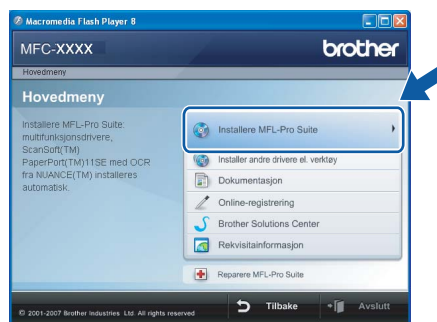 Macromedia Flash Player 8
MFC-XXXX
brother
Hovedmeny
Hovedmeny
Installere MFL-Pro Suite:
multifunksjonsdrivere,
ScanSoft(TM)
PaperPort(TM)11SE med OCR
fra NUANCE(TM) installeres
automatisk.
Installere MFL-Pro Suite
Installer andre drivere el. verktøy
Dokumentasjon
Online-registrering
Brother Solutions Center
Rekvisitainformasjon
Reparere MFL-Pro Suite
© 2001-2007 Brother Industries Ltd. All rights reserved
Tilbake
Avslutt